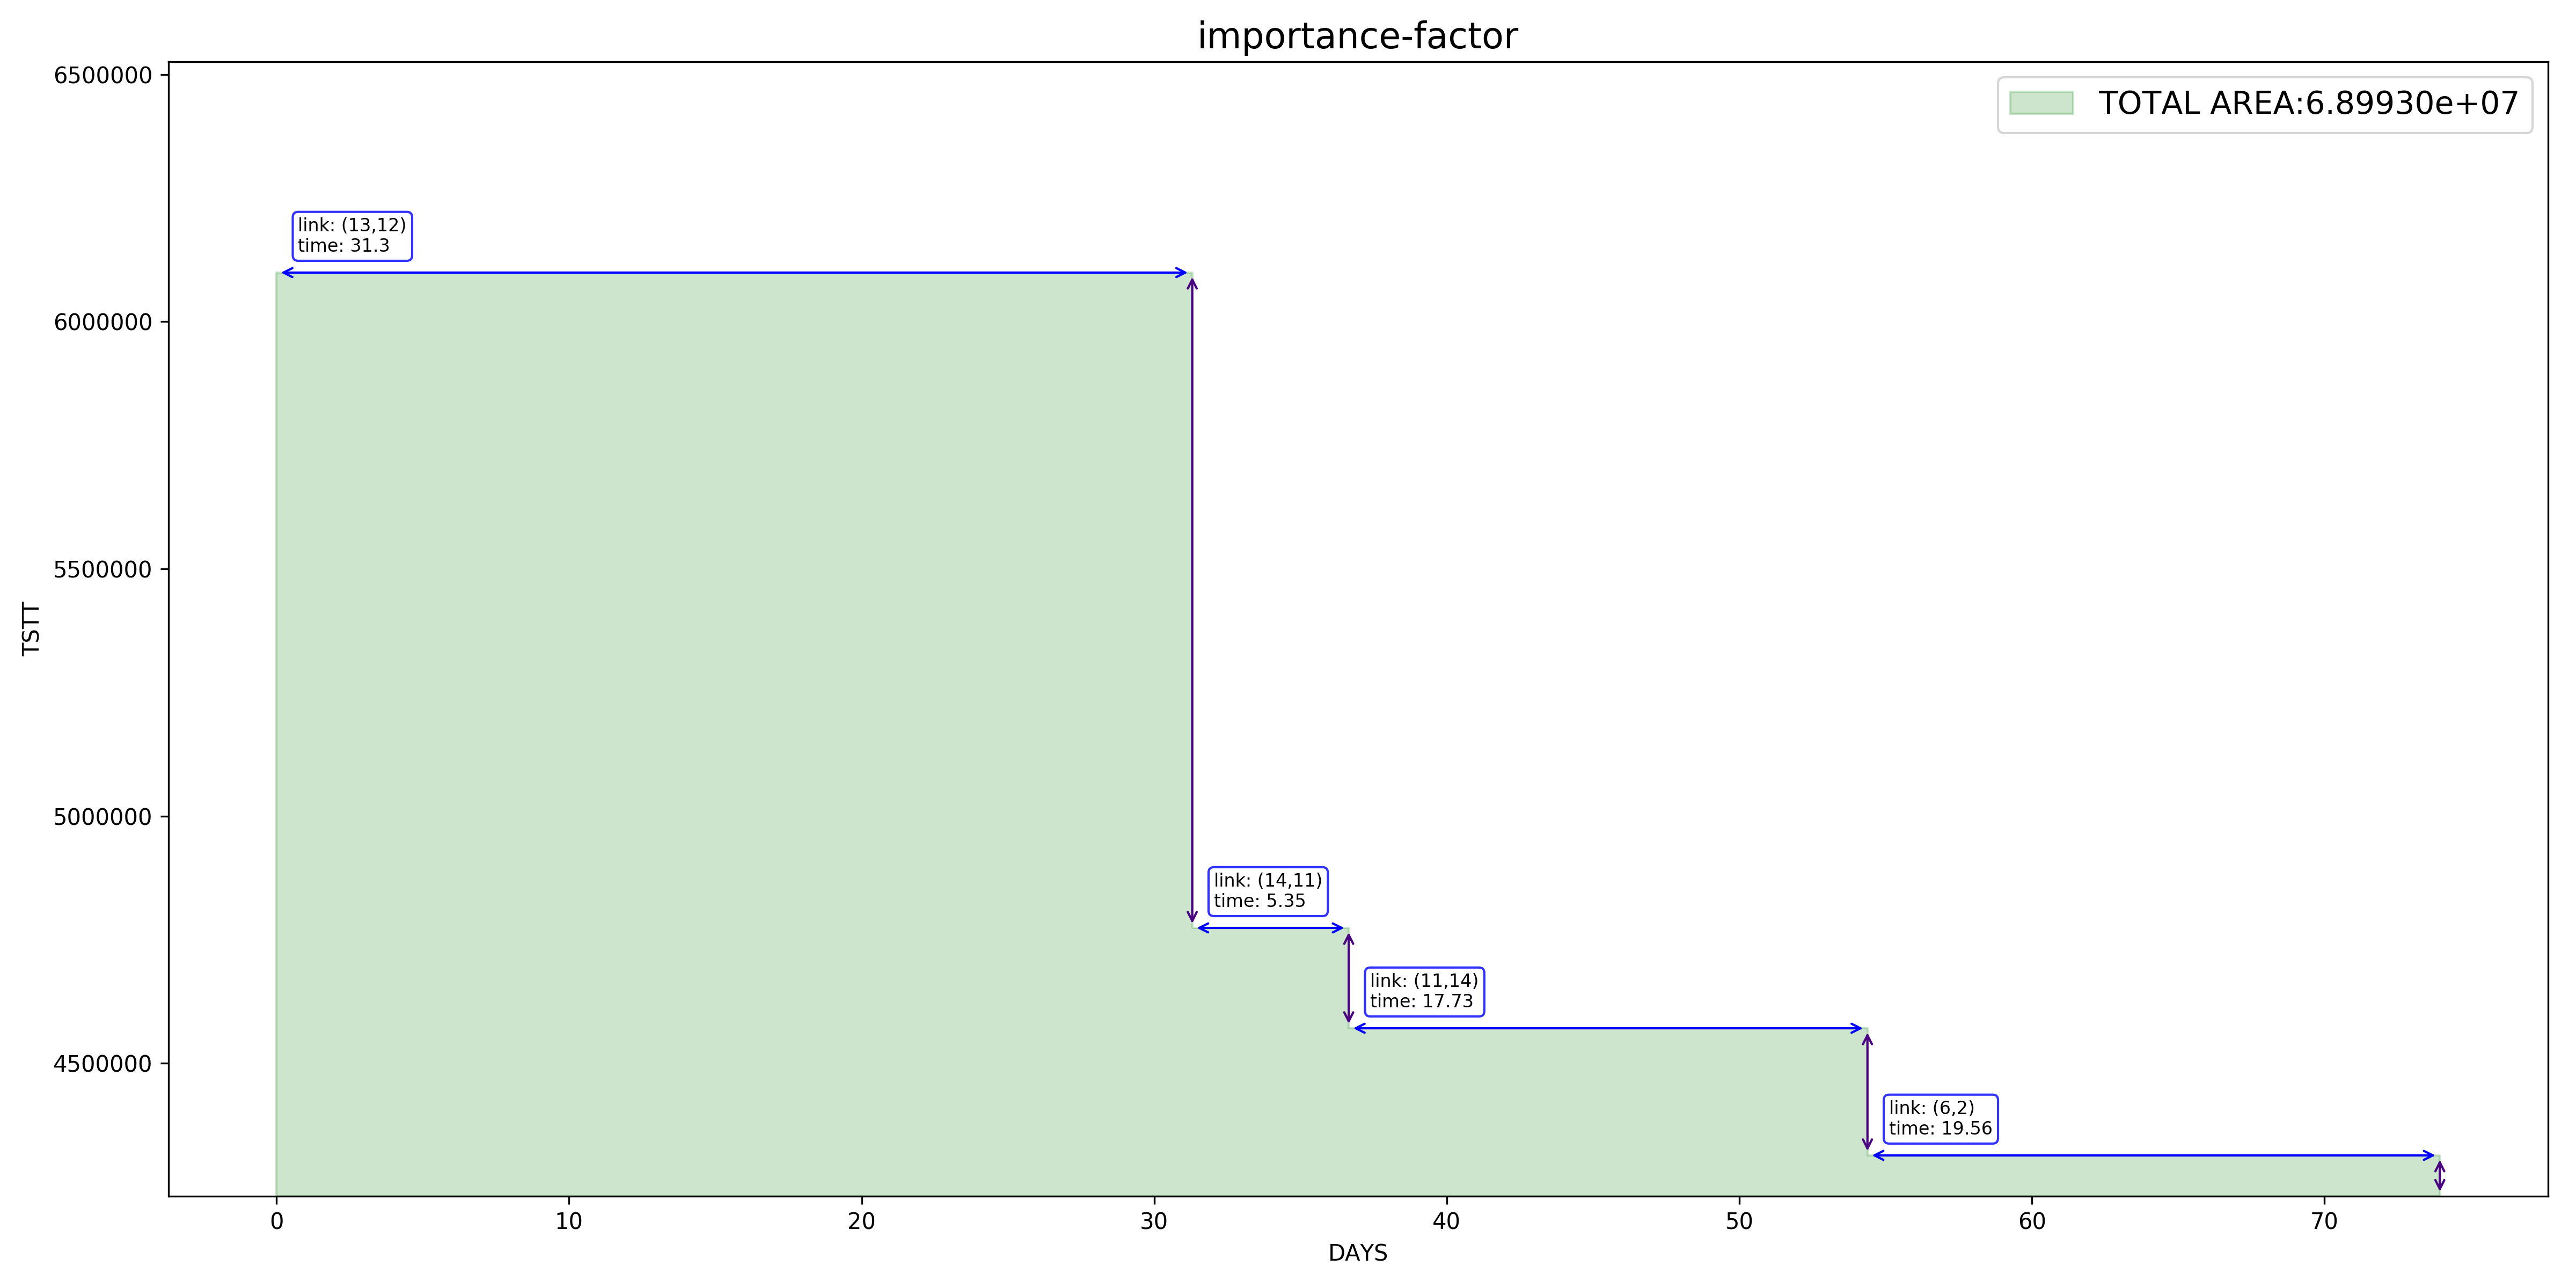 importance-factor
TOTAL AREA:6.89930e+07
6500000
6000000
5500000
5000000
4500000
TSTT
link: (13,12)
time: 31.3
link: (14,11)
time: 5.35
link: (11,14)
time: 17.73
link: (6,2)
time: 19.56
0 10 20 30 40 50 60 70
DAYS